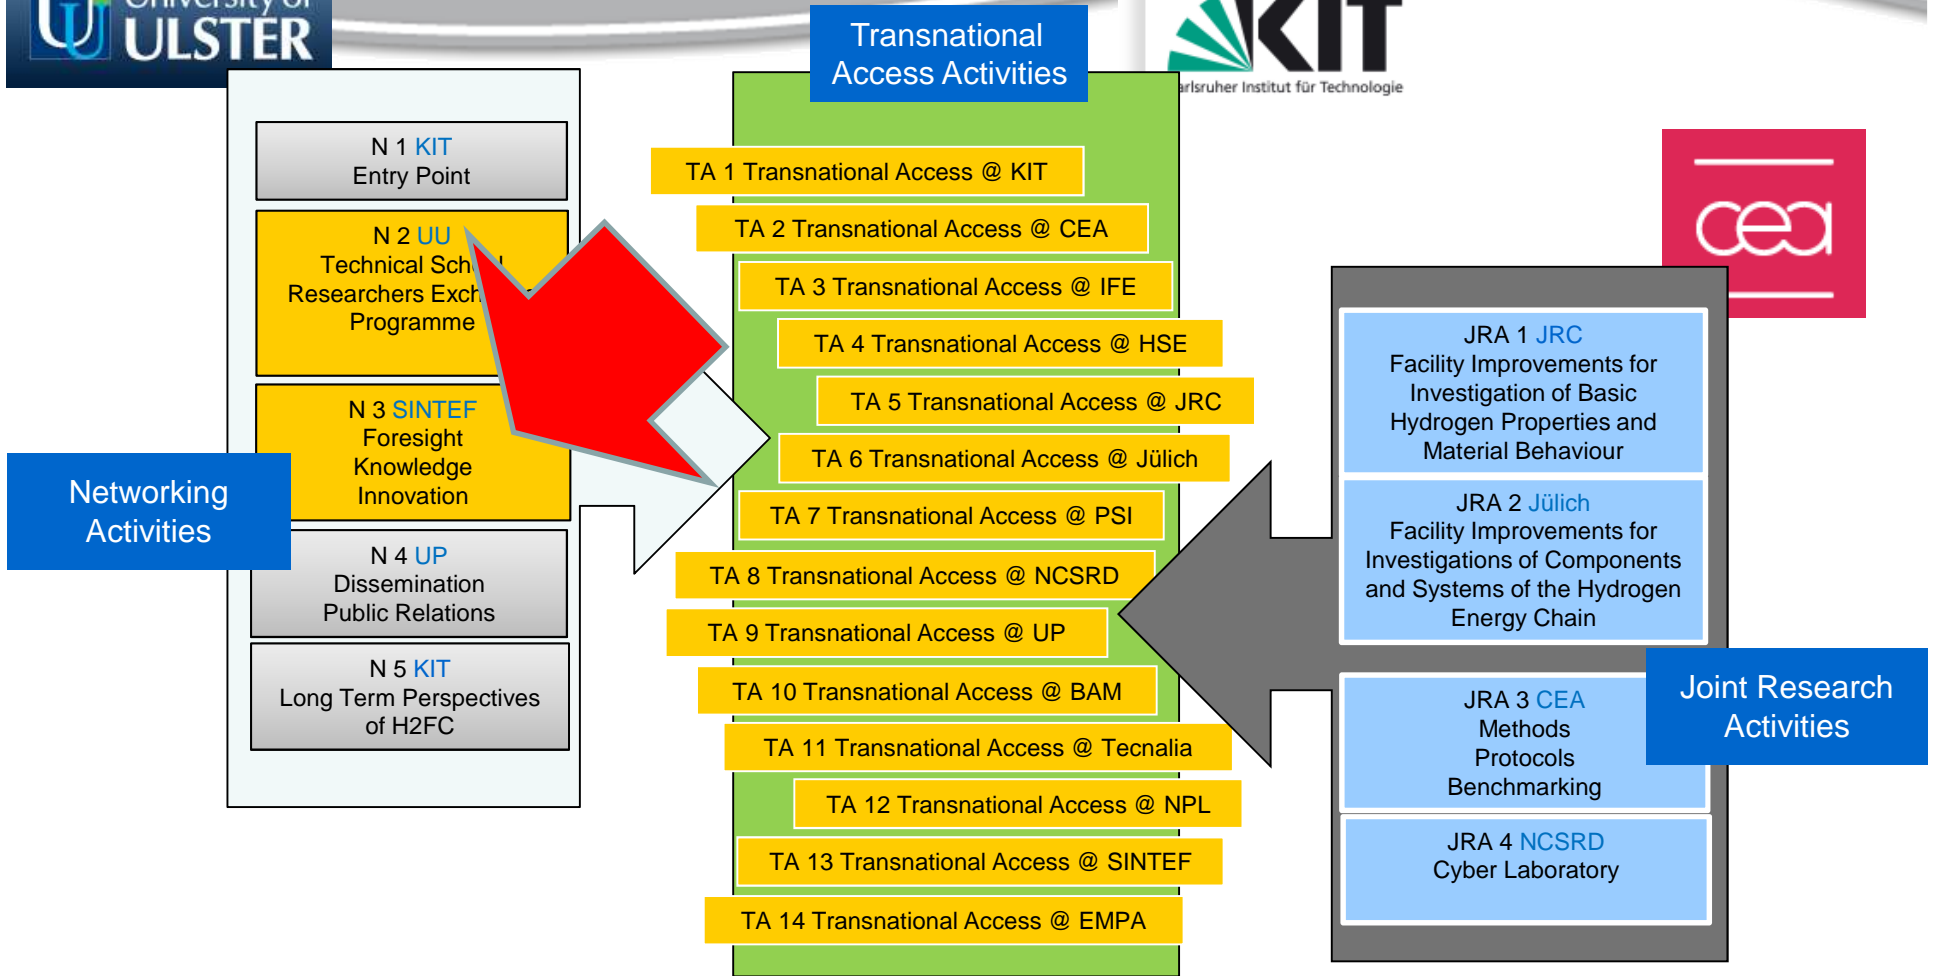 University of
ULSTER
Transnational
Access Activities
KIT
arlsruher Institut für Technologie
cea
Networking
Activities
N 1 KIT
Entry Point
N 2 UU
Technical
Researchers
Programme
N 3 SINTEF
Foresight
Knowledge
Innovation
N 4 UP
Dissemination
Public Relations
N 5 KIT
Long Term Perspectives
of H2FC
TA 1 Transnational Access @ KIT
TA 2 Transnational Access @ CEA
TA 3 Transnational Access @ IFE
TA 4 Transnational Access @ HSE
TA 5 Transnational Access @ JRC
TA 6 Transnational Access @ Jülich
TA 7 Transnational Access @ PSI
TA 8 Transnational Access @ NCSRD
TA 9 Transnational Access @ UP
TA 10 Transnational Access @ BAM
TA 11 Transnational Access @ Tecnalia
TA 12 Transnational Access @ NPL
TA 13 Transnational Access @ SINTEF
TA 14 Transnational Access @ EMPA
JRA 1 JRC
Facility Improvements for
Investigation of Basic
Hydrogen Properties and
Material Behaviour
JRA 2 Jülich
Facility Improvements for
Investigations of Components
and Systems of the Hydrogen
Energy Chain
Joint Research
Activities
JRA 3 CEA
Methods
Protocols
Benchmarking
JRA 4 NCSRD
Cyber Laboratory